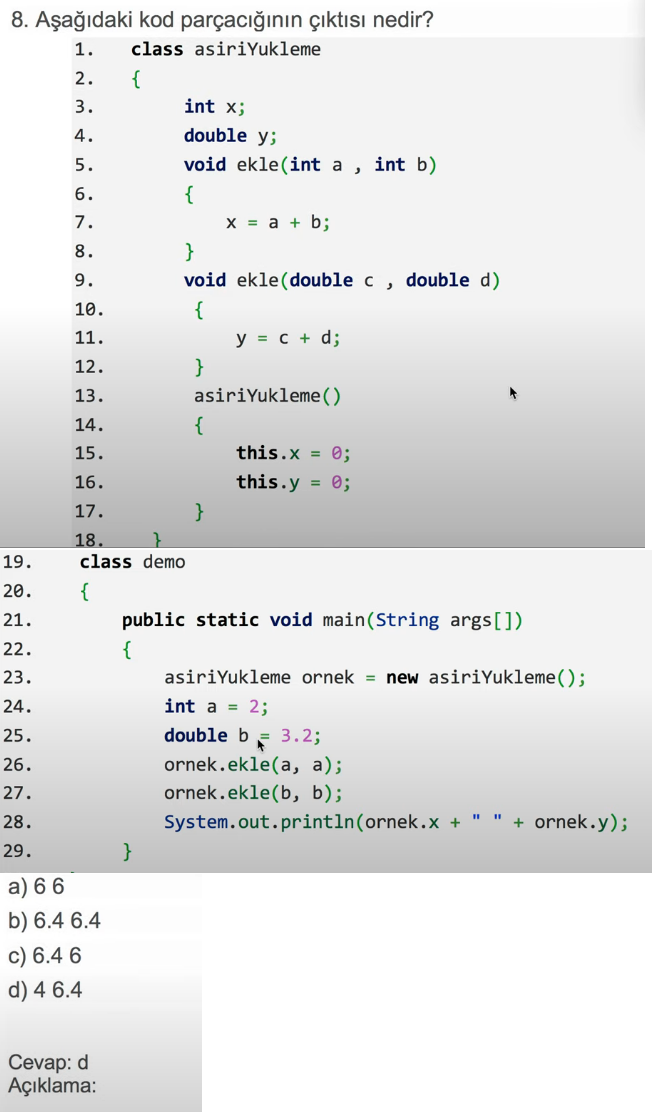 8. Aşağıdaki kod parçacığının çıktısı nedir?
1. class asiriYukleme
2. {
3. int x;
4. double y;
5. void ekle(int a , int b)
6. {
7. x = a + b;
8. }
9. void ekle(double c , double d)
10. {
11. y = c + d;
12. }
13. asiriYukleme()
14. {
15. this.x = 0;
16. this.y = 0;
17. }
18. }
19. class demo
20. {
21. public static void main(String args[])
22. {
23. asiriYukleme ornek = new asiriYukleme();
24. int a = 2;
25. double b = 3.2;
26. ornek.ekle(a, a);
27. ornek.ekle(b, b);
28. System.out.println(ornek.x + " " + ornek.y);
29. }
a) 6 6
b) 6.4 6.4
c) 6.4 6
d) 4 6.4
Cevap: d
Açıklama: